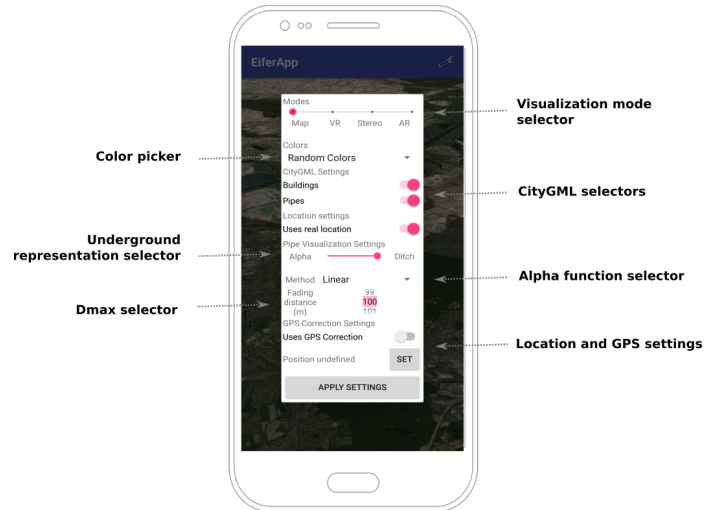 EiferApp
Modes
Map VR Stereo AR
Visualization mode
selector
Colors
Color picker
Random Colors
CityGML Settings
Buildings
CityGML selectors
Pipes
Location settings
Uses real location
Underground
representation selector
Pipe Visualization Settings
Alpha Ditch
Method Linear
Alpha function selector
Dmax selector
Fading
distance
(m)
99
100
101
GPS Correction Settings
Uses GPS Correction
Location and GPS settings
Position undefined
SET
APPLY SETTINGS